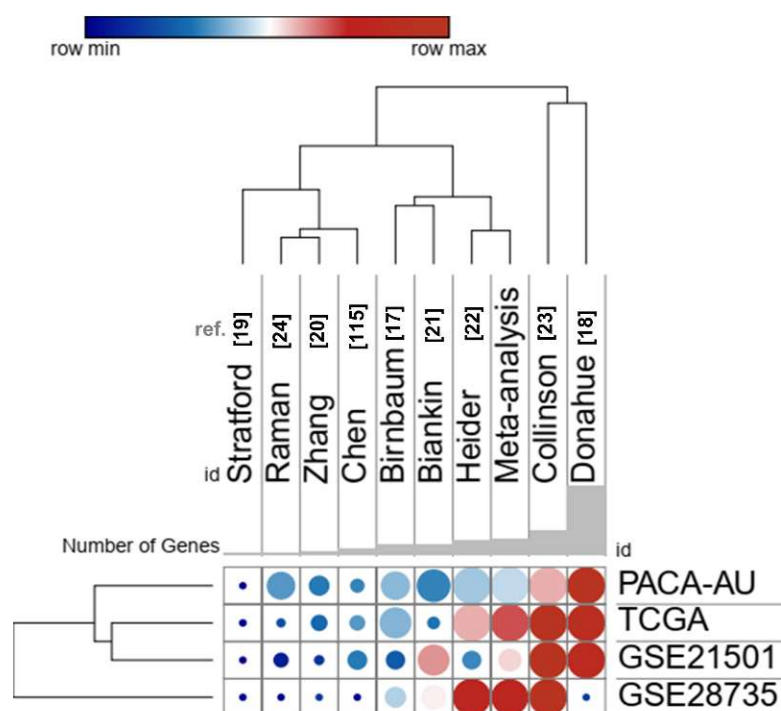 row min row max
ref. [19] [24] [20] [115] [17] [21] [22] [23] [18]
id Stratford Raman Zhang Chen Birnbaum Biankin Heider Meta-analysis Collinson Donahue
Number of Genes id
PACA-AU
TCGA
GSE21501
GSE28735